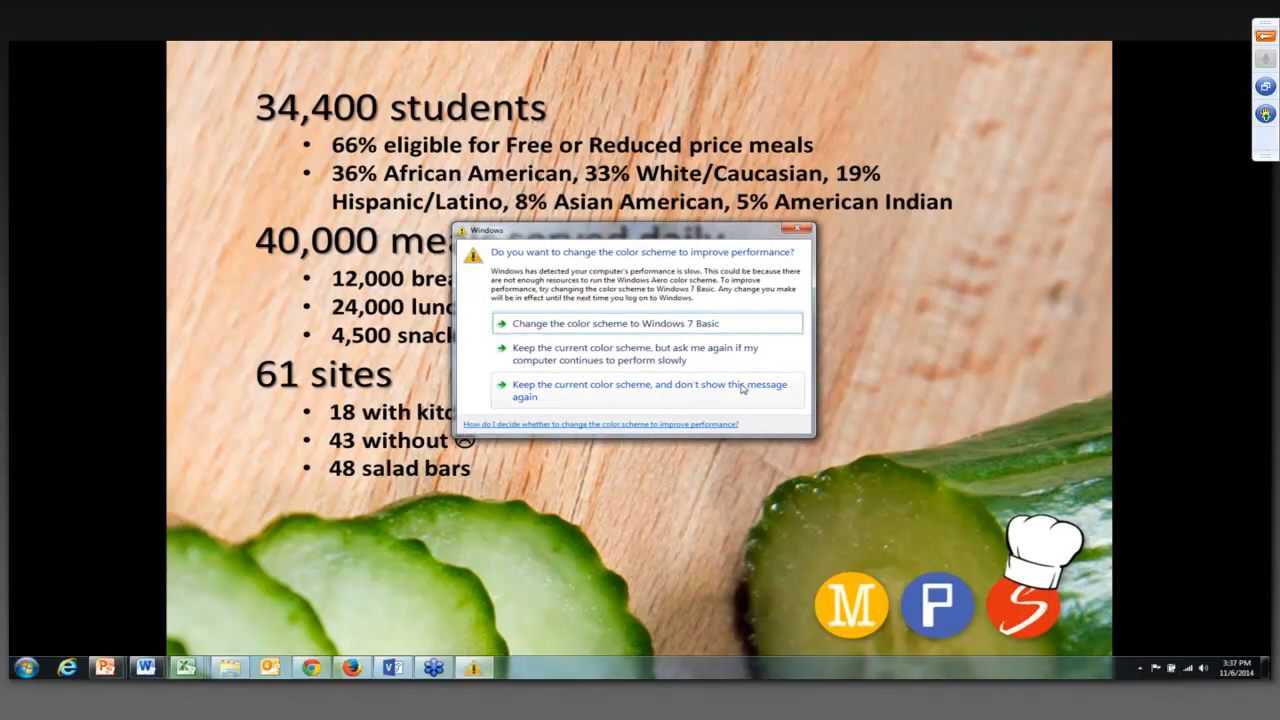 34,400 students
• 66% eligible for Free or Reduced price meals
• 36% African American, 33% White/Caucasian, 19%
Hispanic/Latino, 8% Asian American, 5% American Indian
40,000 served daily
• 12,000
• 24,000
• 4,500
61 sites
• 18 with
• 43 without ☹
• 48 salad bars
Windows
Do you want to change the color scheme to improve performance?
Windows has detected your computer's performance is slow. This could be because there
are not enough resources to run the Windows Aero color scheme. To improve
performance, try changing the color scheme to Windows 7 Basic. Any change you make
will be in effect until the next time you log on to Windows.
Change the color scheme to Windows 7 Basic
Keep the current color scheme, but ask me again if my
computer continues to perform slowly
Keep the current color scheme, and don't show this message
again
How do I decide whether to change the color scheme to improve performance?
M P S
3:37 PM
11/6/2014